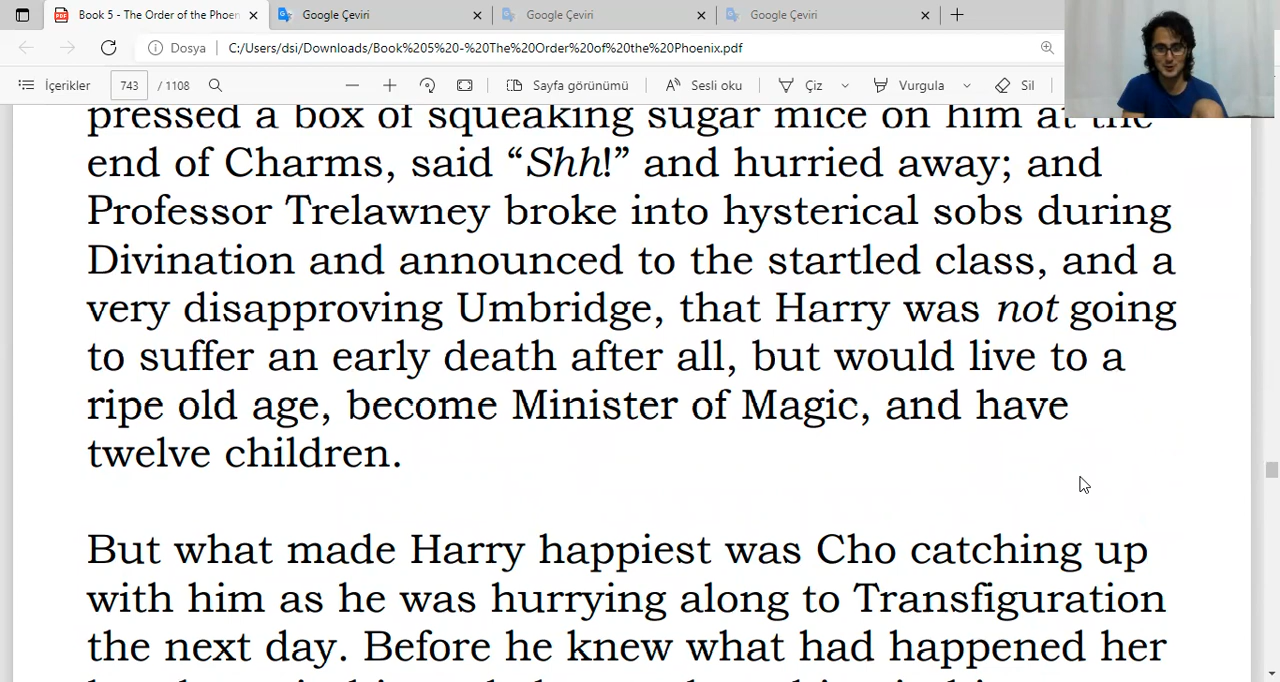 Book 5 - The Order of the Phoen
Google Çeviri
Google Çeviri
Google Çeviri
Dosya
C:/Users/dsi/Downloads/Book%205%20-%20The%20Order%20of%20the%20Phoenix.pdf
İçerikler
743 / 1108
Sayfa görünümü
Sesli oku
Çiz
Vurgula
Sil
pressed a box of squeaking sugar mice on him at the
end of Charms, said “Shh!” and hurried away; and
Professor Trelawney broke into hysterical sobs during
Divination and announced to the startled class, and a
very disapproving Umbridge, that Harry was not going
to suffer an early death after all, but would live to a
ripe old age, become Minister of Magic, and have
twelve children.
But what made Harry happiest was Cho catching up
with him as he was hurrying along to Transfiguration
the next day. Before he knew what had happened her